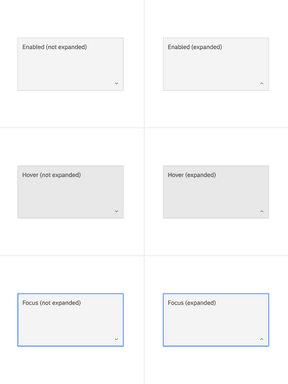 Enabled (not expanded)
Enabled (expanded)
Hover (not expanded)
Hover (expanded)
Focus (not expanded)
Focus (expanded)